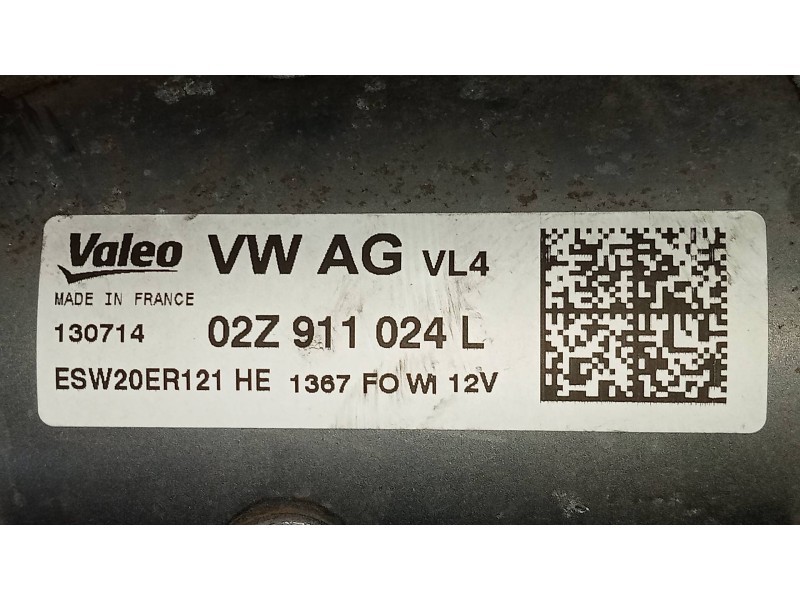 Valeo VW AG VL4
MADE IN FRANCE
130714 02Z 911 024 L
ESW20ER121 HE 1367 FO WI 12V